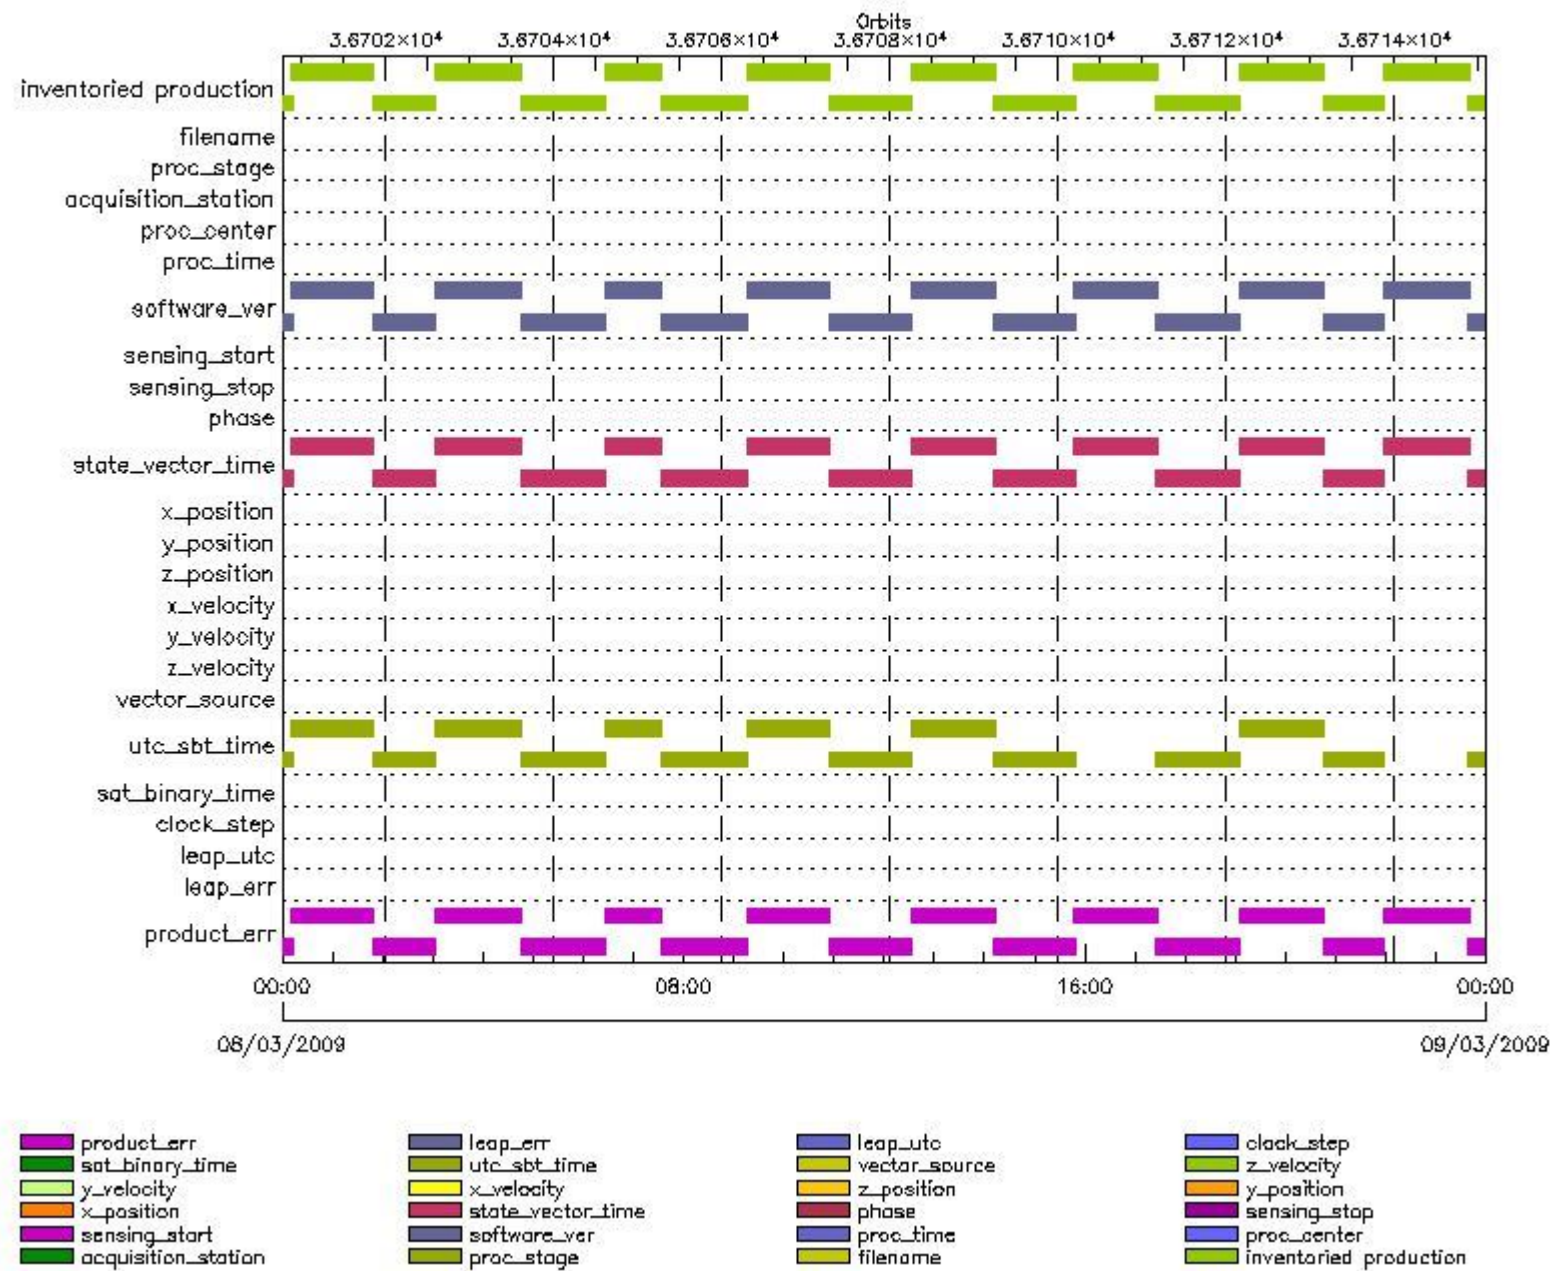 Orbits
3.6702×10⁴ 3.6704×10⁴ 3.6706×10⁴ 3.6708×10⁴ 3.6710×10⁴ 3.6712×10⁴ 3.6714×10⁴
inventoried production
filename
proc_stage
acquisition_station
proc_center
proc_time
software_ver
sensing_start
sensing_stop
phase
state_vector_time
x_position
y_position
z_position
x_velocity
y_velocity
z_velocity
vector_source
utc_sbt_time
sat_binary_time
clock_step
leap_utc
leap_err
product_err
00:00 08:00 16:00 00:00
08/03/2009 09/03/2009
product_err leap_err leap_utc clock_step
sat_binary_time utc_sbt_time vector_source z_velocity
y_velocity x_velocity z_position y_position
x_position state_vector_time phase sensing_stop
sensing_start software_ver proc_time proc_center
acquisition_station proc_stage filename inventoried production